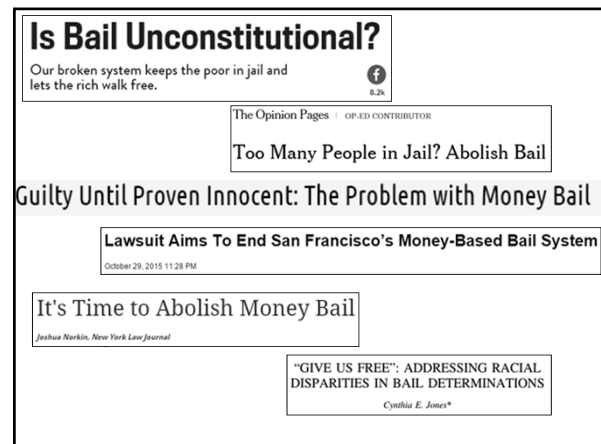 Is Bail Unconstitutional?
Our broken system keeps the poor in jail and
lets the rich walk free.
f
8.2k
The Opinion Pages | OP-ED CONTRIBUTOR
Too Many People in Jail? Abolish Bail
Guilty Until Proven Innocent: The Problem with Money Bail
Lawsuit Aims To End San Francisco's Money-Based Bail System
October 29, 2015 11:28 PM
It's Time to Abolish Money Bail
Joshua Norkin, New York Law Journal
“GIVE US FREE”: ADDRESSING RACIAL
DISPARITIES IN BAIL DETERMINATIONS
Cynthia E. Jones*